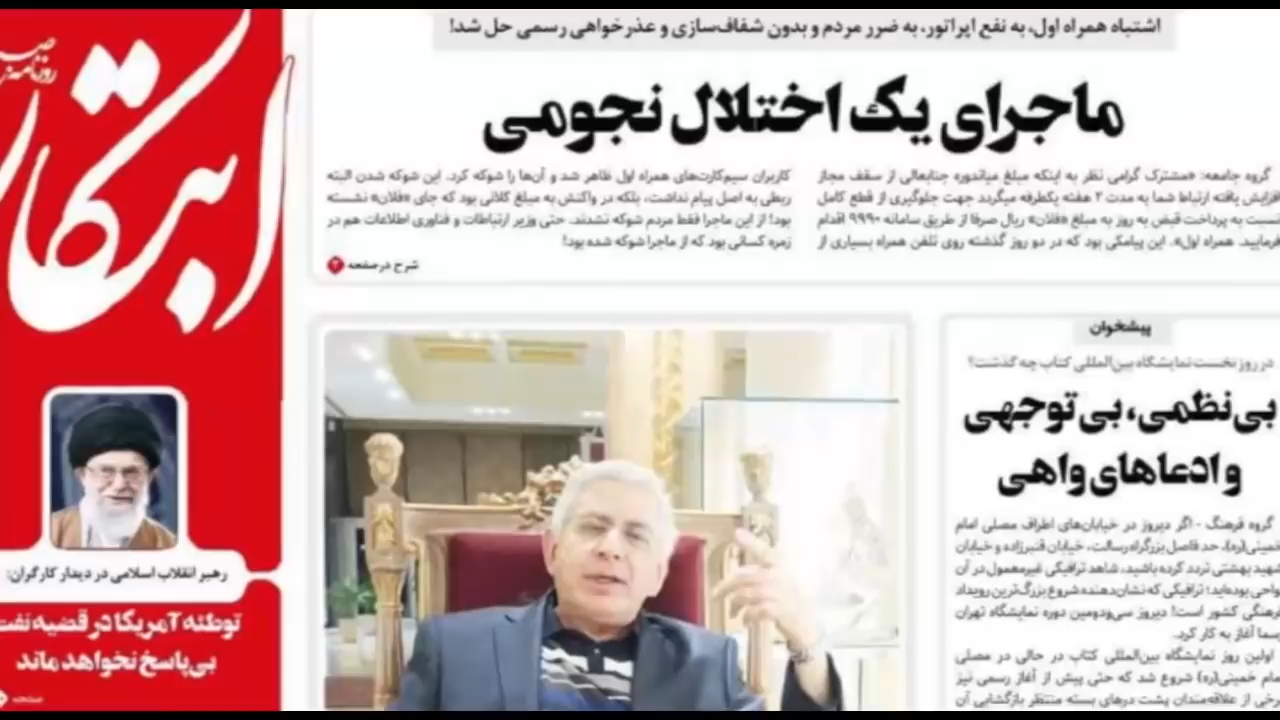 اشتباه همراه اول، به نفع اپراتور، به ضرر مردم و بدون شفاف‌سازی و عذرخواهی رسمی حل شد!
ماجرای یک اختلال نجومی
گروه جامعه: «مشترک گرامی نظر به اینکه مبلغ میاندوره جنابعالی از سقف مجاز
افزایش یافته ارتباط شما به مدت ۲ هفته یکطرفه میگردد جهت جلوگیری از قطع کامل
نسبت به پرداخت قبض به روز به مبلغ «فلان» ریال صرفا از طریق سامانه ۹۹۹۰ اقدام
فرمایید. همراه اول». این پیامکی بود که در دو روز گذشته روی تلفن همراه بسیاری از
کاربران سیم‌کارت‌های همراه اول ظاهر شد و آن‌ها را شوکه کرد. این شوکه شدن البته
ربطی به اصل پیام نداشت، بلکه در واکنش به مبلغ کلانی بود که جای «فلان» نشسته
بود! از این ماجرا فقط مردم شوکه نشدند. حتی وزیر ارتباطات و فناوری اطلاعات هم در
زمره کسانی بود که از ماجرا شوکه شده بود!
شرح در صفحه ۳
ابتکار
روزنامه
پیشخوان
در روز نخست نمایشگاه بین‌المللی کتاب چه گذشت؟
بی‌نظمی، بی‌توجهی
و ادعاهای واهی
گروه فرهنگ - اگر دیروز در خیابان‌های اطراف مصلی امام
خمینی(ره)، حد فاصل بزرگراه رسالت، خیابان قنبرزاده و خیابان
شهید بهشتی تردد کرده باشید، شاهد ترافیکی غیرمعمول در آن
نواحی بوده‌اید؛ ترافیکی که نشان‌دهنده شروع بزرگ‌ترین رویداد
فرهنگی کشور است! دیروز سی‌ودومین دوره نمایشگاه تهران
رسما آغاز به کار کرد.
اولین روز نمایشگاه بین‌المللی کتاب در حالی در مصلی
امام خمینی(ره) شروع شد که حتی پیش از آغاز رسمی نیز
برخی از علاقه‌مندان پشت درهای بسته منتظر بازگشایی آن
رهبر انقلاب اسلامی در دیدار کارگران:
توطئه آمریکا در قضیه نفت
بی‌پاسخ نخواهد ماند
صفحه